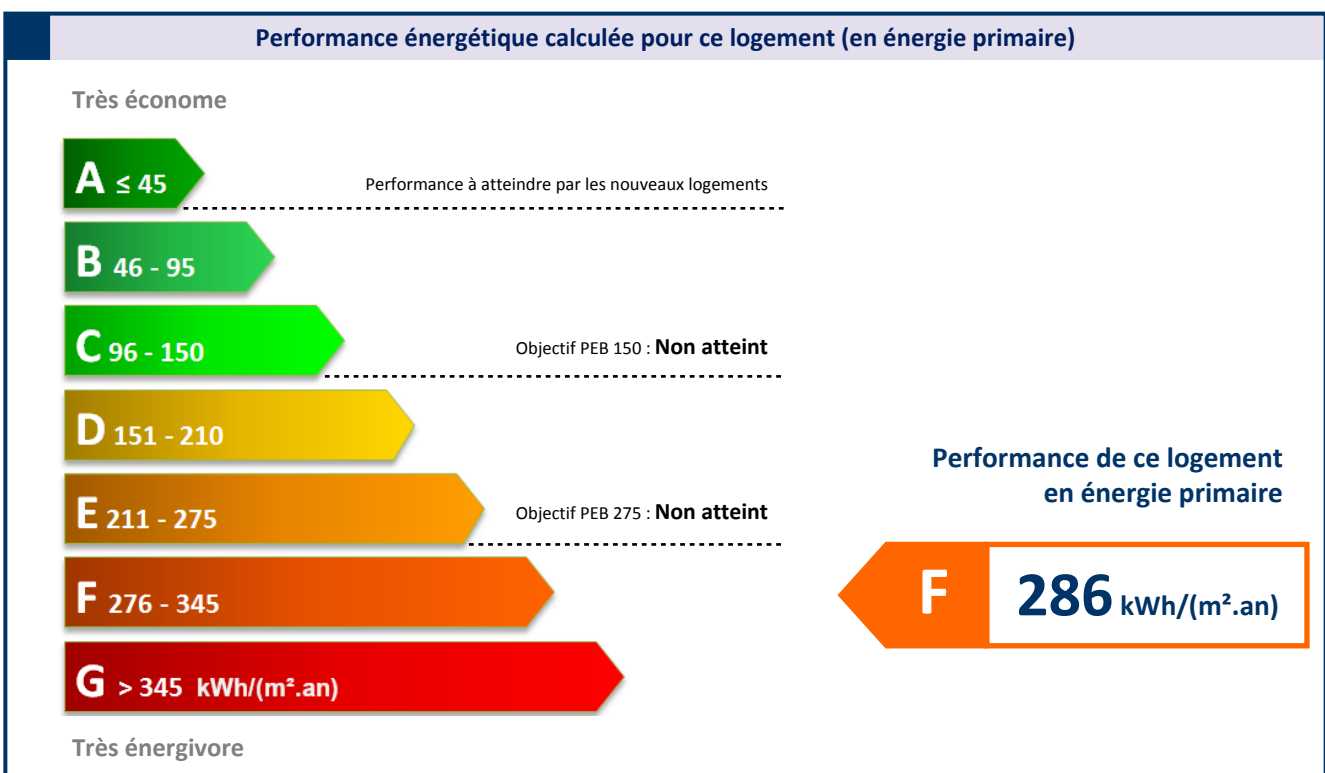 Performance énergétique calculée pour ce logement (en énergie primaire)
Très économe
A ≤ 45
Performance à atteindre par les nouveaux logements
B 46 - 95
C 96 - 150
Objectif PEB 150 : Non atteint
D 151 - 210
E 211 - 275
Objectif PEB 275 : Non atteint
F 276 - 345
G > 345 kWh/(m².an)
Très énergivore
Performance de ce logement
en énergie primaire
F 286 kWh/(m².an)